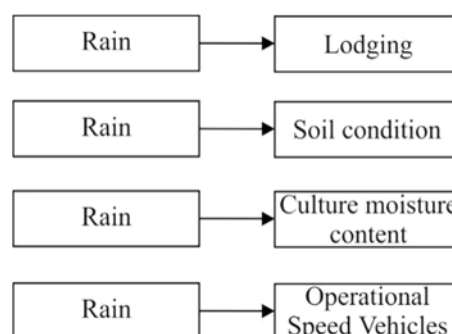 Rain
Lodging
Rain
Soil condition
Rain
Culture moisture
content
Rain
Operational
Speed Vehicles